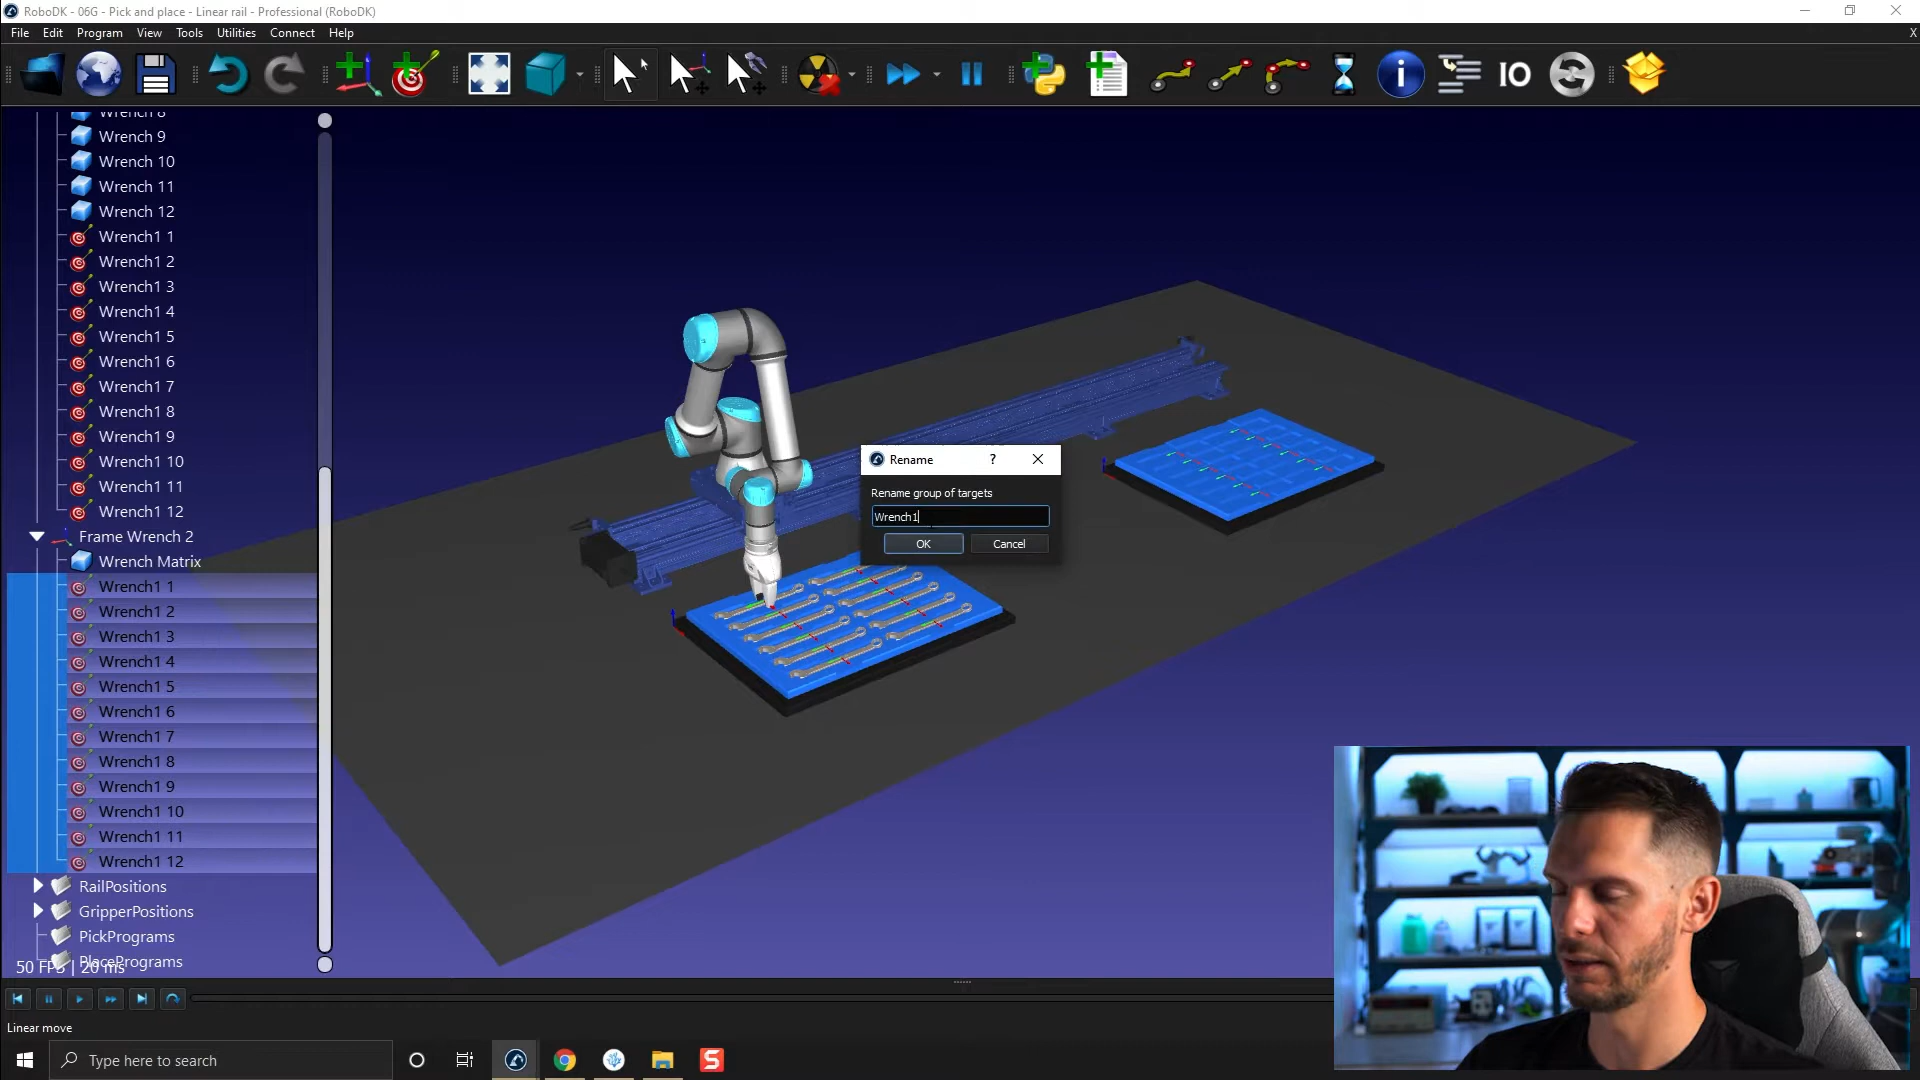 RoboDK - 06G - Pick and place - Linear rail - Professional (RoboDK)
File Edit Program View Tools Utilities Connect Help X
IO
Wrench 8
Wrench 9
Wrench 10
Wrench 11
Wrench 12
Wrench1 1
Wrench1 2
Wrench1 3
Wrench1 4
Wrench1 5
Wrench1 6
Wrench1 7
Wrench1 8
Wrench1 9
Wrench1 10
Wrench1 11
Wrench1 12
Frame Wrench 2
Wrench Matrix
Wrench1 1
Wrench1 2
Wrench1 3
Wrench1 4
Wrench1 5
Wrench1 6
Wrench1 7
Wrench1 8
Wrench1 9
Wrench1 10
Wrench1 11
Wrench1 12
RailPositions
GripperPositions
PickPrograms
PlacePrograms
50 FPS | 20 ms
Rename ?
Rename group of targets
Wrench1
OK Cancel
Linear move
Type here to search
S